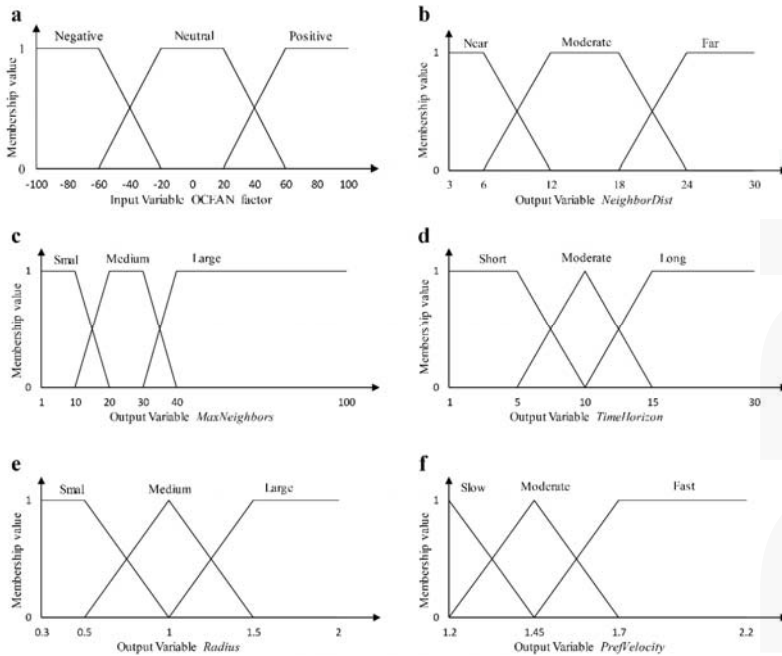 a
Negative Neutral Positive
Membership value
1
0
-100 -80 -60 -40 -20 0 20 40 60 80 100
Input Variable OCEAN factor
b
Near Moderate Far
Membership value
1
0
3 6 12 18 24 30
Output Variable NeighborDist
c
Smal Medium Large
Membership value
1
0
1 10 20 30 40 100
Output Variable MaxNeighbors
d
Short Moderate Long
Membership value
1
0
1 5 10 15 30
Output Variable TimeHorizon
e
Smal Medium Large
Membership value
1
0
0.3 0.5 1 1.5 2
Output Variable Radius
f
Slow Moderate Fast
Membership value
1
0
1.2 1.45 1.7 2.2
Output Variable PrefVelocity